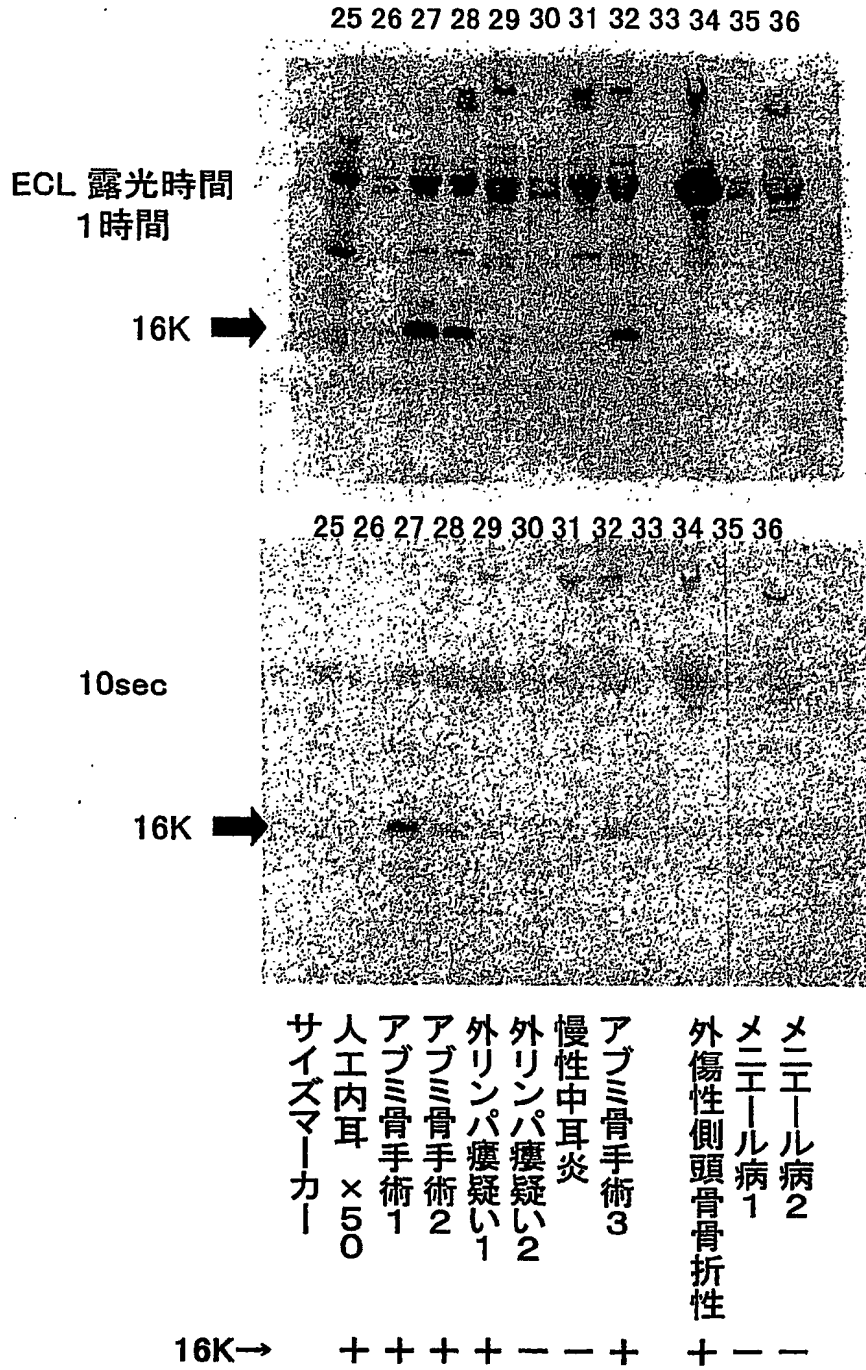 25 26 27 28 29 30 31 32 33 34 35 36
ECL 露光時間
1時間
16K
25 26 27 28 29 30 31 32 33 34 35 36
10sec
16K
サイズマーカー
人工内耳 ×50
アブミ骨手術1
アブミ骨手術2
外リンパ瘻疑い1
外リンパ瘻疑い2
慢性中耳炎
アブミ骨手術3
外傷性側頭骨骨折性
メニエール病1
メニエール病2
16K→ + + + + − − + + − −